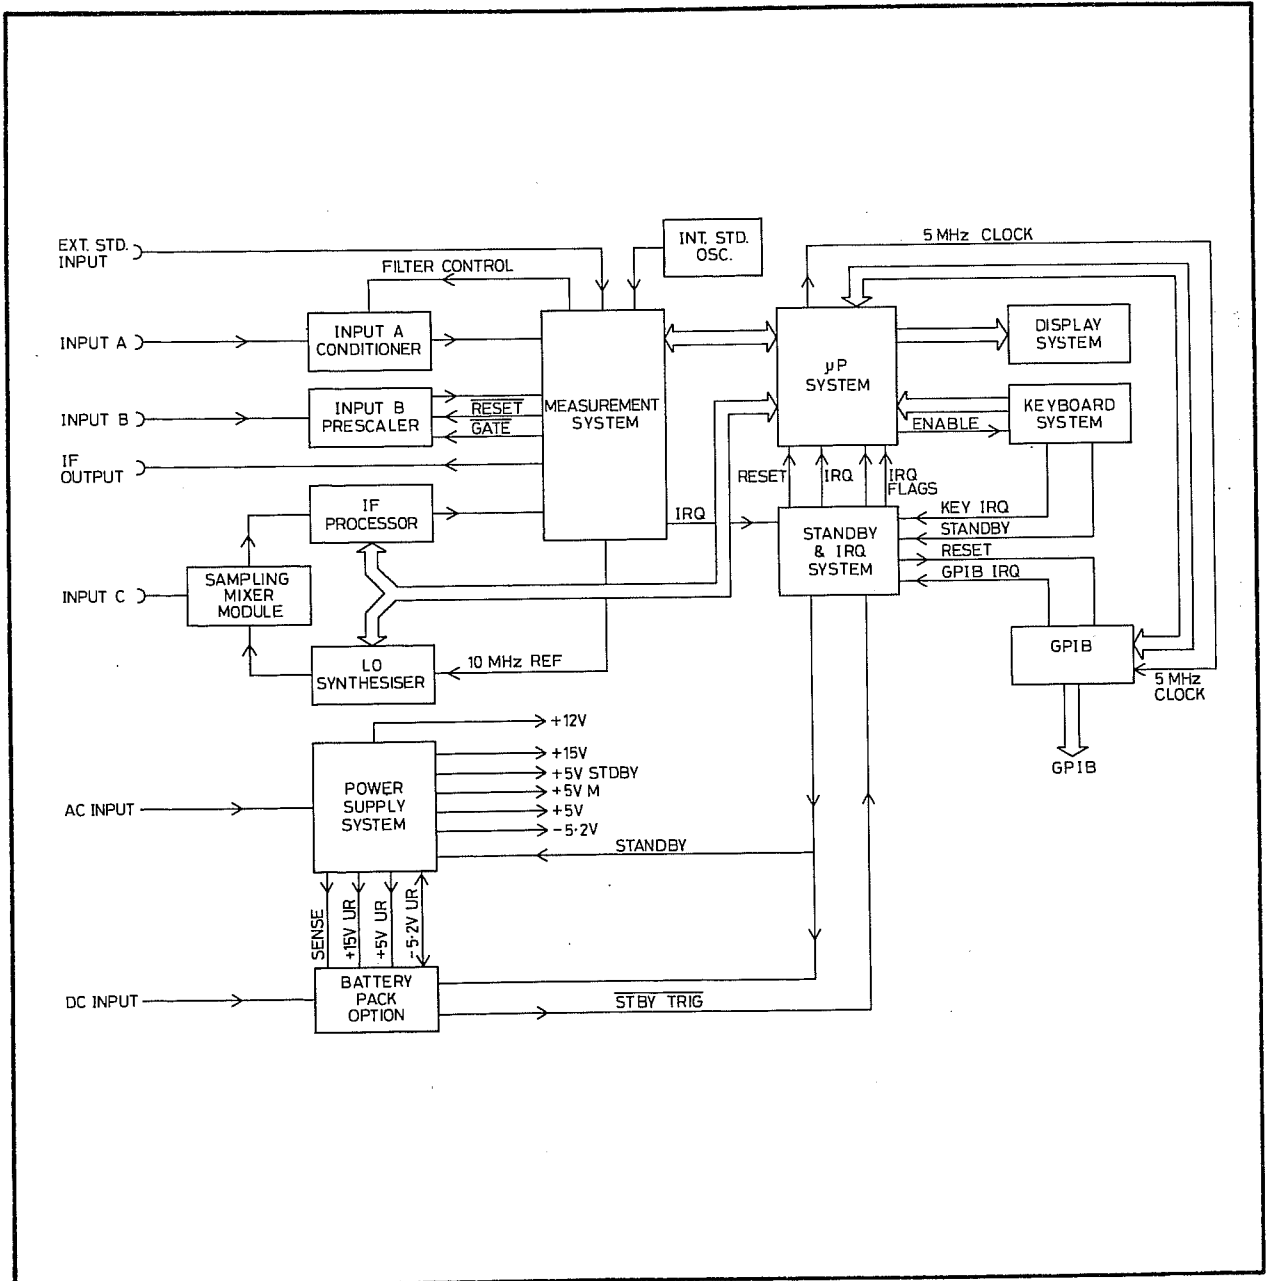 EXT. STD.
INPUT
FILTER CONTROL
INT. STD.
OSC.
5 MHz CLOCK
INPUT A
INPUT A
CONDITIONER
INPUT B
INPUT B
PRESCALER
RESET
GATE
MEASUREMENT
SYSTEM
µP
SYSTEM
DISPLAY
SYSTEM
KEYBOARD
SYSTEM
ENABLE
IF
OUTPUT
IF
PROCESSOR
IRQ
RESET
IRQ
IRQ
FLAGS
KEY IRQ
STANDBY
RESET
GPIB IRQ
STANDBY
& IRQ
SYSTEM
INPUT C
SAMPLING
MIXER
MODULE
LO
SYNTHESISER
10 MHz REF
GPIB
5 MHz
CLOCK
GPIB
+12V
+15V
+5V STDBY
+5V M
+5V
-5·2V
AC INPUT
POWER
SUPPLY
SYSTEM
STANDBY
SENSE
+15V UR
+5V UR
-5·2V UR
DC INPUT
BATTERY
PACK
OPTION
STBY TRIG